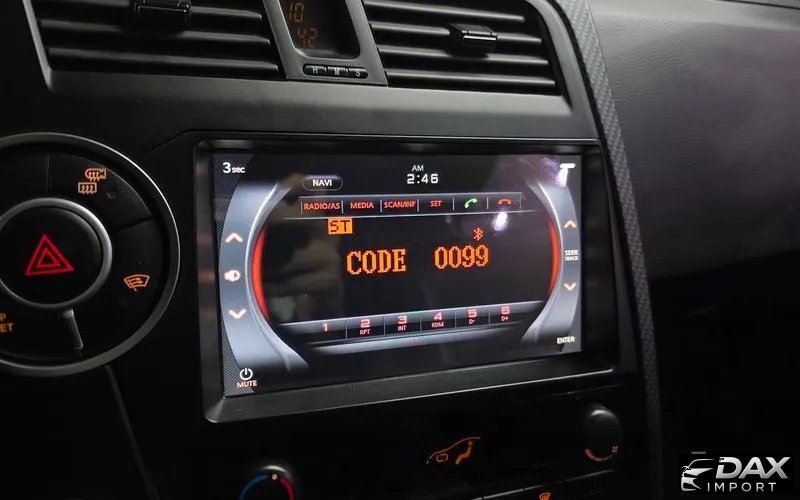 10
42
H M S
3 SEC
AM
NAVI 2:46
RADIO/AS MEDIA SCAN/INF SET
ST
CODE 0099
SEEK
TRACK
1 2 3 4 5 6
RPT INT RDM D- D+
ENTER
MUTE
DAX
IMPORT